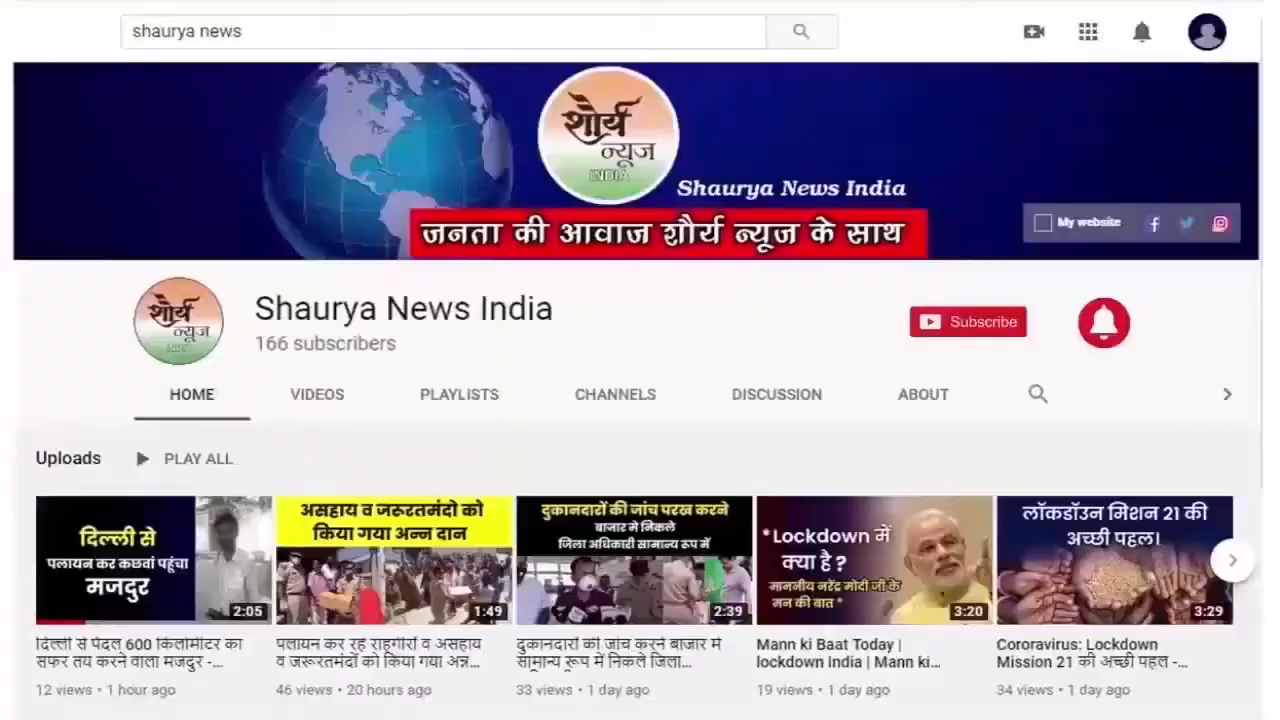 shaurya news
शौर्य
न्यूज
INDIA
Shaurya News India
जनता की आवाज शौर्य न्यूज के साथ
My website
शौर्य
न्यूज
Shaurya News India
166 subscribers
Subscribe
HOME VIDEOS PLAYLISTS CHANNELS DISCUSSION ABOUT
Uploads PLAY ALL
दिल्ली से
पलायन कर कछवां पहूंचा
मजदुर
2:05
असहाय व जरूरतमंदो को
किया गया अन्न दान
1:49
दुकानदारों की जांच परख करने
बाजार मे निकले
जिला अधिकारी सामान्य रूप में
2:39
*Lockdown में
क्या है ?
माननीय नरेंद्र मोदी जी के
मन की बात *
3:20
लॉकडॉउन मिशन 21 की
अच्छी पहल।
3:29
दिल्ली से पैदल 600 किलोमीटर का
सफर तय करने वाला मजदुर -...
12 views • 1 hour ago
पलायन कर रहे राहगीरों व असहाय
व जरूरतमंदों को किया गया अन्न...
46 views • 20 hours ago
दुकानदारों की जांच करने बाजार में
सामान्य रूप में निकले जिला...
33 views • 1 day ago
Mann ki Baat Today |
lockdown India | Mann ki...
19 views • 1 day ago
Cororavirus: Lockdown
Mission 21 की अच्छी पहल -...
34 views • 1 day ago